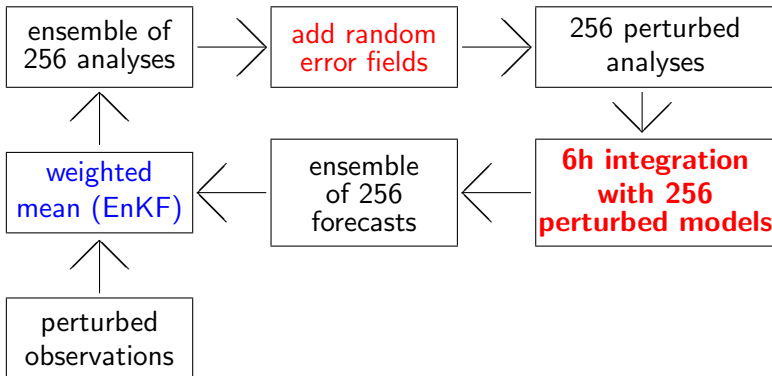 ensemble of
256 analyses
add random
error fields
256 perturbed
analyses
weighted
mean (EnKF)
ensemble
of 256
forecasts
6h integration
with 256
perturbed models
perturbed
observations